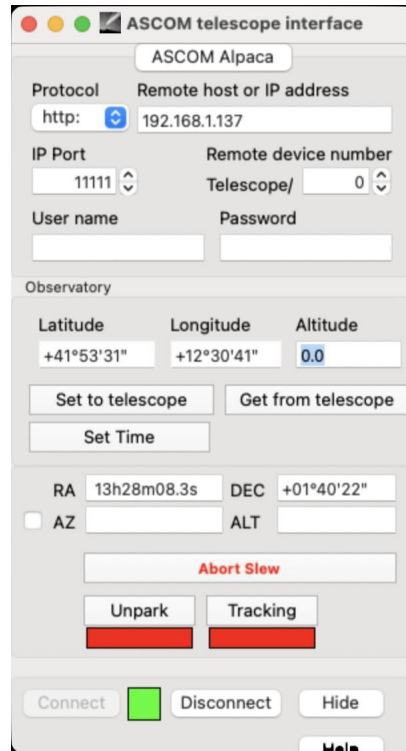 ASCOM telescope interface
ASCOM Alpaca
Protocol Remote host or IP address
http: 192.168.1.137
IP Port Remote device number
11111 Telescope/ 0
User name Password
Observatory
Latitude Longitude Altitude
+41°53'31" +12°30'41" 0.0
Set to telescope Get from telescope
Set Time
RA 13h28m08.3s DEC +01°40'22"
AZ ALT
Abort Slew
Unpark Tracking
Connect Disconnect Hide
Help